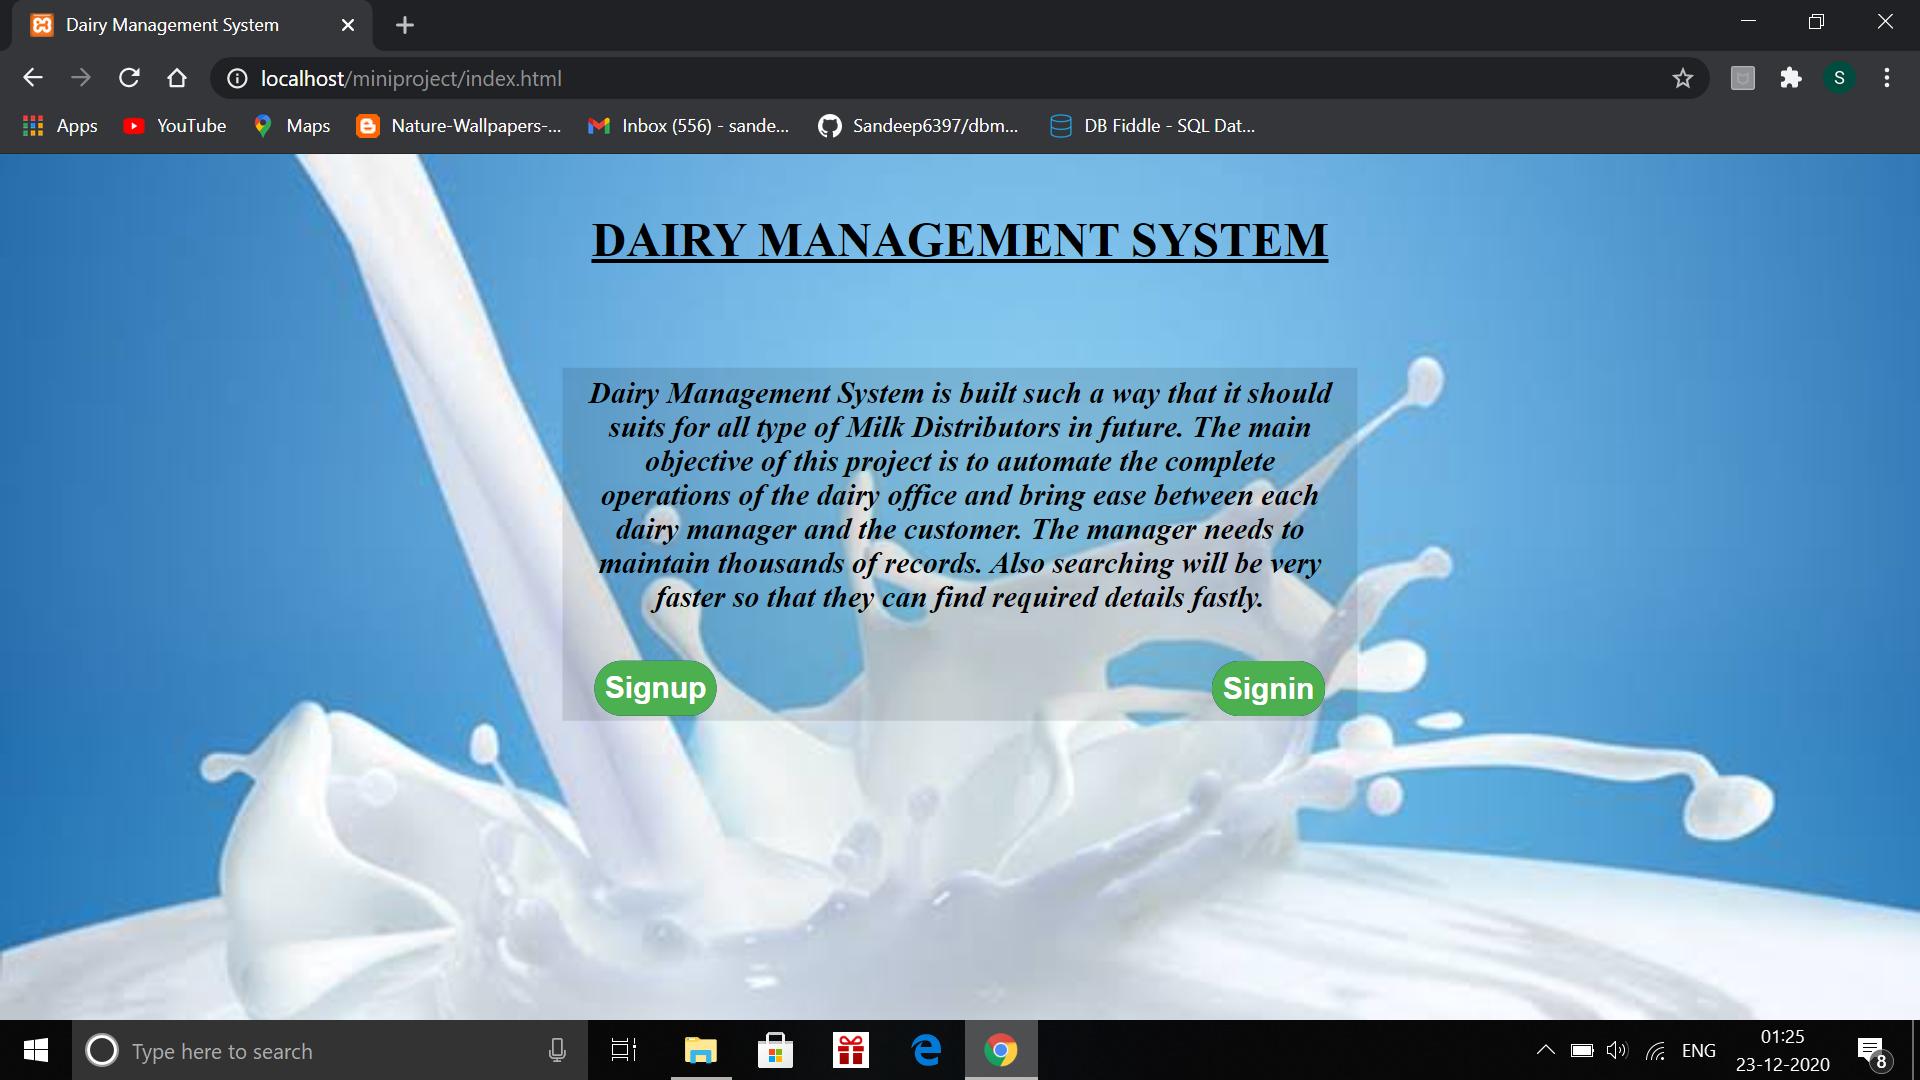 Dairy Management System
localhost/miniproject/index.html
S
Apps YouTube Maps Nature-Wallpapers-... Inbox (556) - sande... Sandeep6397/dbm... DB Fiddle - SQL Dat...
DAIRY MANAGEMENT SYSTEM
Dairy Management System is built such a way that it should
suits for all type of Milk Distributors in future. The main
objective of this project is to automate the complete
operations of the dairy office and bring ease between each
dairy manager and the customer. The manager needs to
maintain thousands of records. Also searching will be very
faster so that they can find required details fastly.
Signup Signin
Type here to search
ENG
01:25
23-12-2020
8